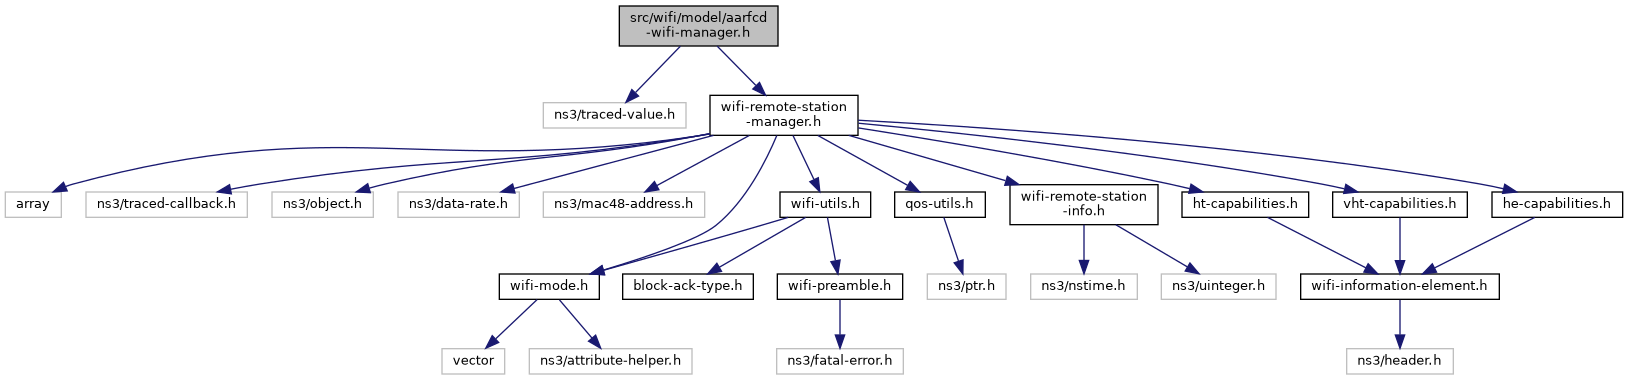 src/wifi/model/aarfcd
-wifi-manager.h
ns3/traced-value.h
wifi-remote-station
-manager.h
array
ns3/traced-callback.h
ns3/object.h
ns3/data-rate.h
ns3/mac48-address.h
wifi-utils.h
qos-utils.h
wifi-remote-station
-info.h
ht-capabilities.h
vht-capabilities.h
he-capabilities.h
wifi-mode.h
block-ack-type.h
wifi-preamble.h
ns3/ptr.h
ns3/nstime.h
ns3/uinteger.h
wifi-information-element.h
vector
ns3/attribute-helper.h
ns3/fatal-error.h
ns3/header.h